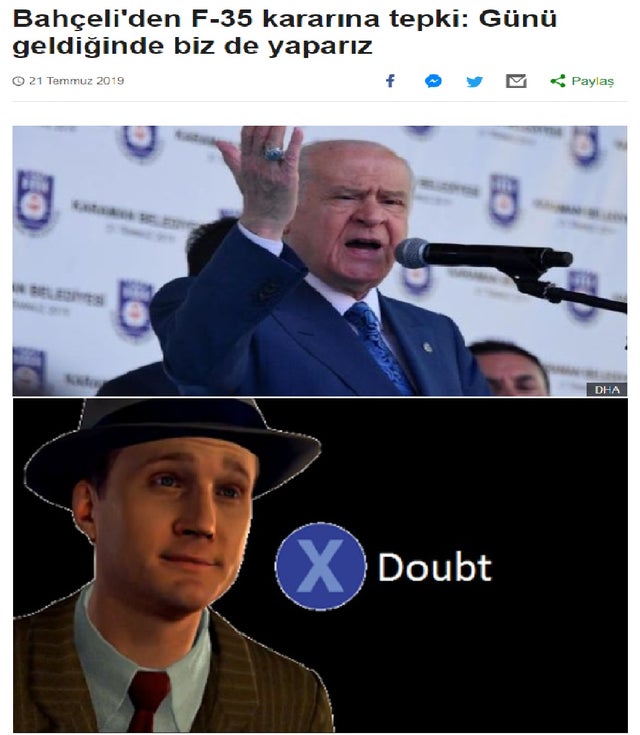 Bahçeli'den F-35 kararına tepki: Günü
geldiğinde biz de yaparız
21 Temmuz 2019
Paylaş
DHA
X Doubt